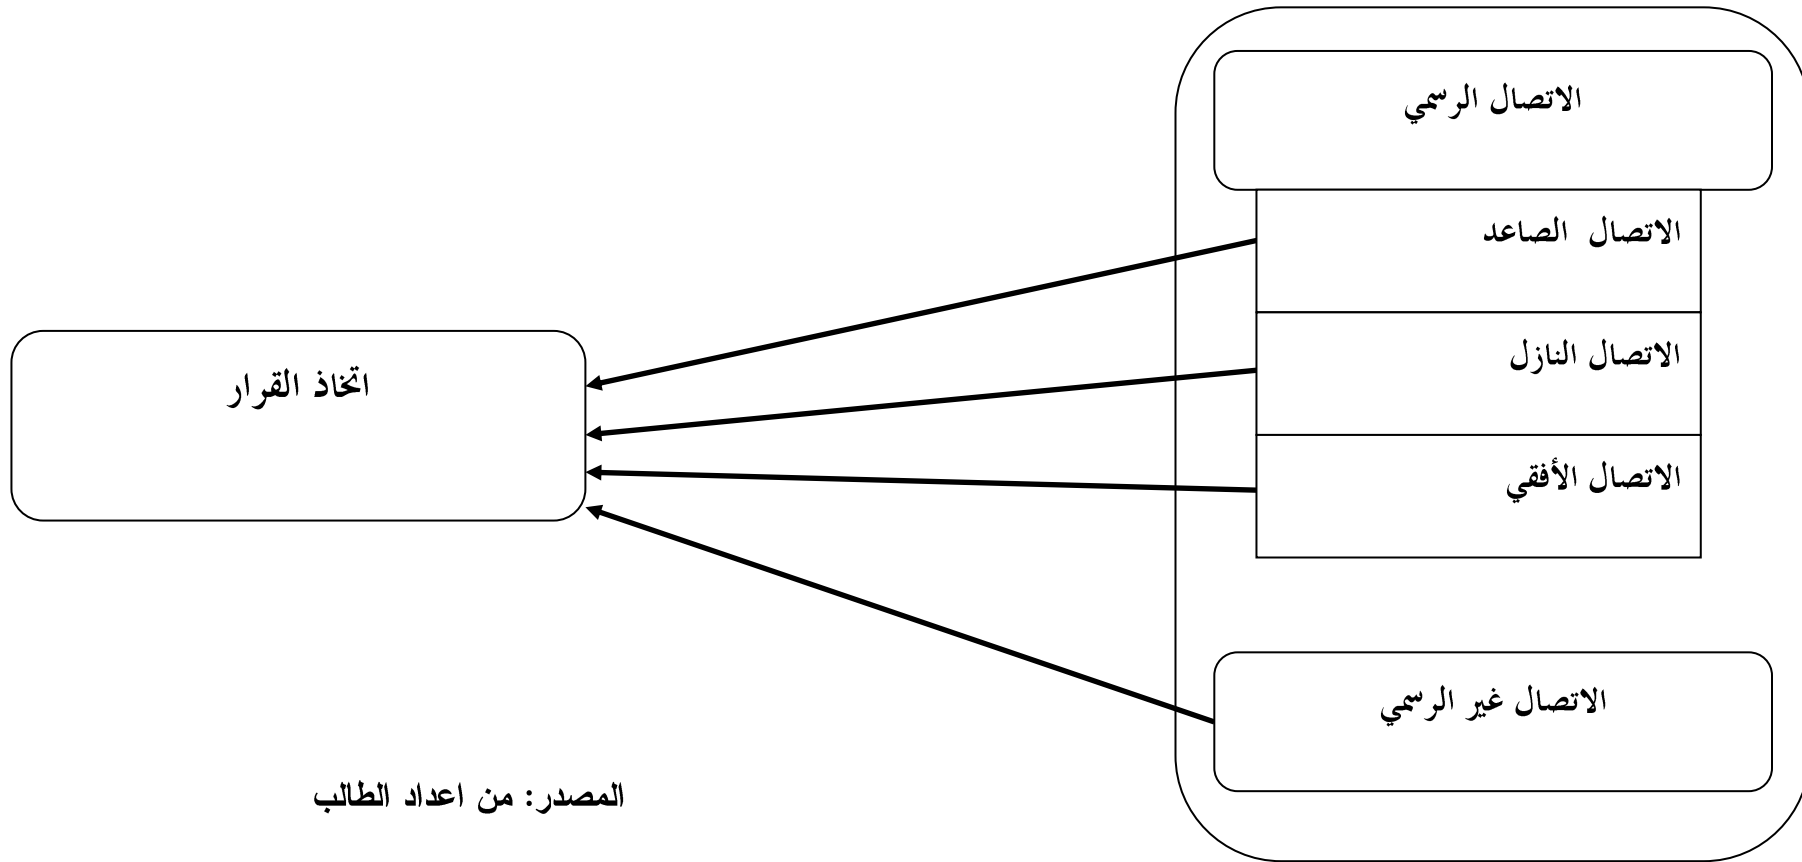 الاتصال الرسمي
الاتصال الصاعد
الاتصال النازل
الاتصال الأفقي
الاتصال غير الرسمي
اتخاذ القرار
المصدر: من اعداد الطالب